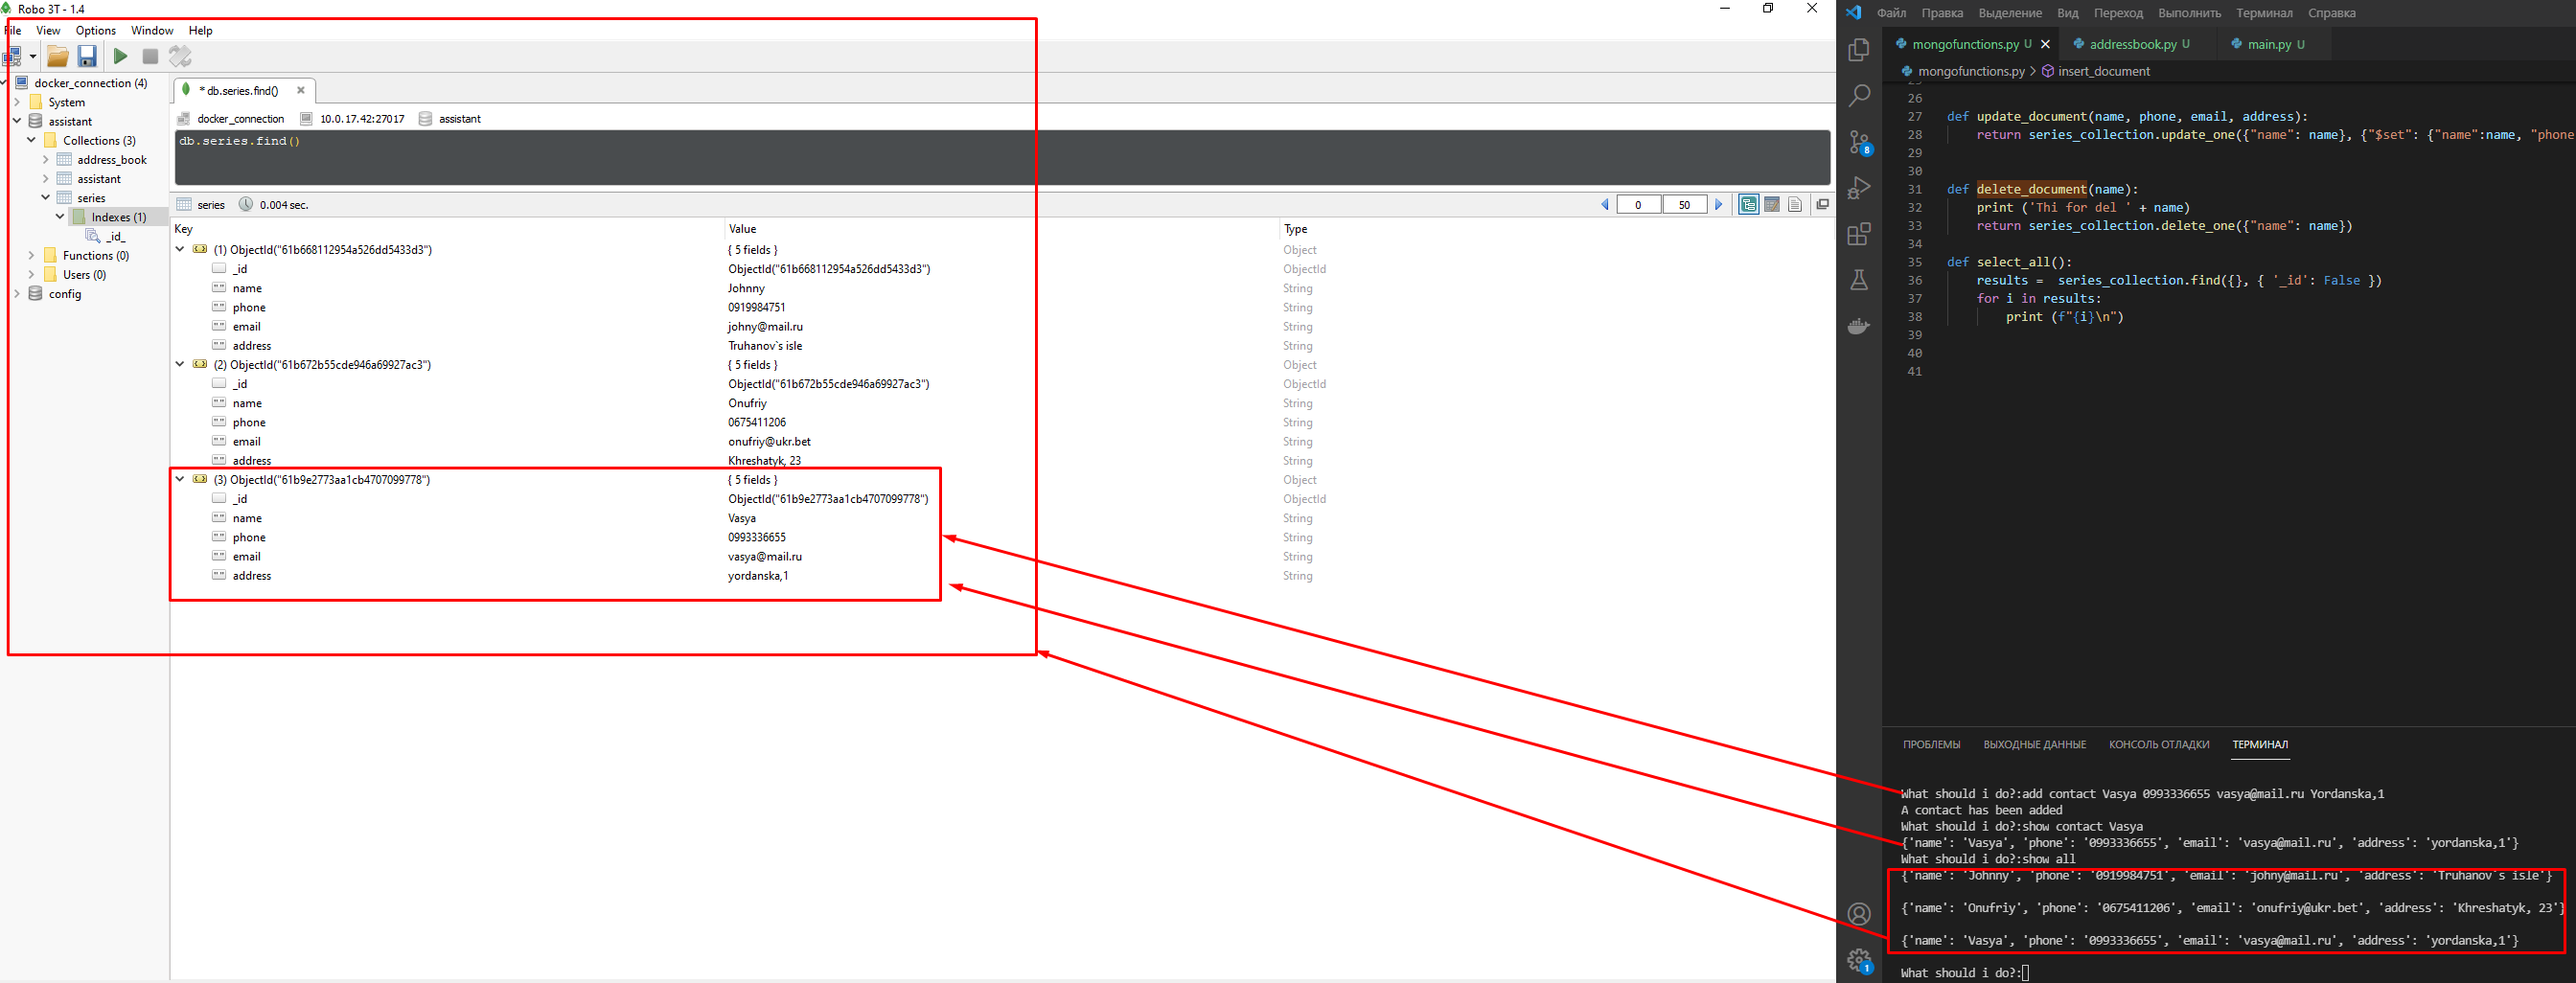 Robo 3T - 1.4
File View Options Window Help
docker_connection (4)
System
assistant
Collections (3)
address_book
assistant
series
Indexes (1)
_id_
Functions (0)
Users (0)
config
* db.series.find()
docker_connection 10.0.17.42:27017 assistant
db.series.find()
series 0.004 sec.
0 50
Key Value Type
(1) ObjectId("61b668112954a526dd5433d3") { 5 fields } Object
_id ObjectId("61b668112954a526dd5433d3") ObjectId
name Johnny String
phone 0919984751 String
email johny@mail.ru String
address Truhanov`s isle String
(2) ObjectId("61b672b55cde946a69927ac3") { 5 fields } Object
_id ObjectId("61b672b55cde946a69927ac3") ObjectId
name Onufriy String
phone 0675411206 String
email onufriy@ukr.bet String
address Khreshatyk, 23 String
(3) ObjectId("61b9e2773aa1cb4707099778") { 5 fields } Object
_id ObjectId("61b9e2773aa1cb4707099778") ObjectId
name Vasya String
phone 0993336655 String
email vasya@mail.ru String
address yordanska,1 String
Файл Правка Выделение Вид Переход Выполнить Терминал Справка
mongofunctions.py U addressbook.py U main.py U
mongofunctions.py > insert_document
26
27 def update_document(name, phone, email, address):
28 return series_collection.update_one({"name": name}, {"$set": {"name":name, "phone
29
30
31 def delete_document(name):
32 print ('Thi for del ' + name)
33 return series_collection.delete_one({"name": name})
34
35 def select_all():
36 results = series_collection.find({}, { '_id': False })
37 for i in results:
38 print (f"{i}\n")
39
40
41
8
1
ПРОБЛЕМЫ ВЫХОДНЫЕ ДАННЫЕ КОНСОЛЬ ОТЛАДКИ ТЕРМИНАЛ
What should i do?:add contact Vasya 0993336655 vasya@mail.ru Yordanska,1
A contact has been added
What should i do?:show contact Vasya
{'name': 'Vasya', 'phone': '0993336655', 'email': 'vasya@mail.ru', 'address': 'yordanska,1'}
What should i do?:show all
{'name': 'Johnny', 'phone': '0919984751', 'email': 'johny@mail.ru', 'address': 'Truhanov`s isle'}
{'name': 'Onufriy', 'phone': '0675411206', 'email': 'onufriy@ukr.bet', 'address': 'Khreshatyk, 23'}
{'name': 'Vasya', 'phone': '0993336655', 'email': 'vasya@mail.ru', 'address': 'yordanska,1'}
What should i do?: